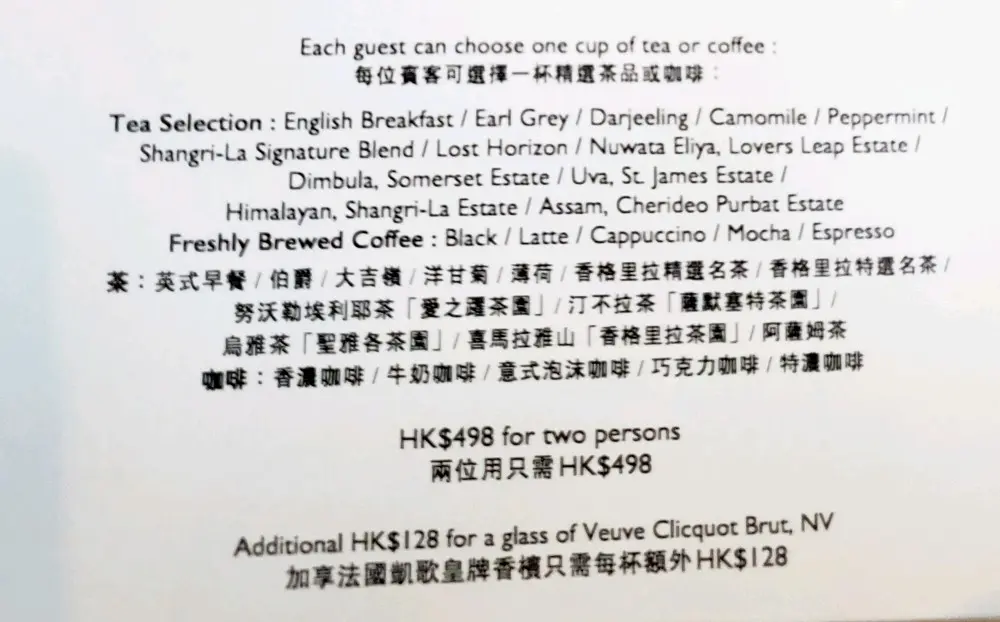 Each guest can choose one cup of tea or coffee :
每位賓客可選擇一杯精選茶品或咖啡：
Tea Selection : English Breakfast / Earl Grey / Darjeeling / Camomile / Peppermint /
Shangri-La Signature Blend / Lost Horizon / Nuwata Eliya, Lovers Leap Estate /
Dimbula, Somerset Estate / Uva, St. James Estate /
Himalayan, Shangri-La Estate / Assam, Cherideo Purbat Estate
Freshly Brewed Coffee : Black / Latte / Cappuccino / Mocha / Espresso
茶：英式早餐 / 伯爵 / 大吉嶺 / 洋甘菊 / 薄荷 / 香格里拉精選名茶 / 香格里拉特選名茶 /
努沃勒埃利耶茶「愛之躍茶園」/ 汀不拉茶「薩默塞特茶園」/
烏雅茶「聖雅各茶園」/ 喜馬拉雅山「香格里拉茶園」/ 阿薩姆茶
咖啡：香濃咖啡 / 牛奶咖啡 / 意式泡沫咖啡 / 巧克力咖啡 / 特濃咖啡
HK$498 for two persons
兩位用只需HK$498
Additional HK$128 for a glass of Veuve Clicquot Brut, NV
加享法國凱歌皇牌香檳只需每杯額外HK$128